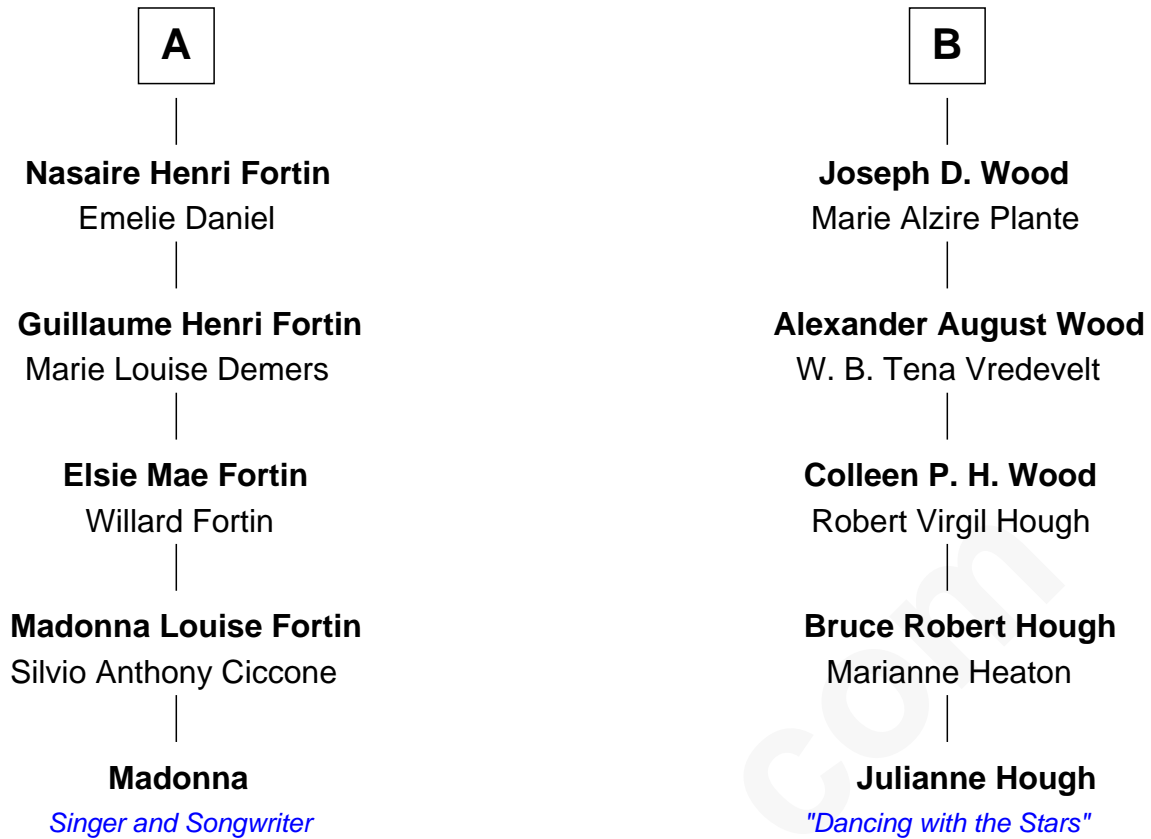 A
Nasaire Henri Fortin
Emelie Daniel
Guillaume Henri Fortin
Marie Louise Demers
Elsie Mae Fortin
Willard Fortin
Madonna Louise Fortin
Silvio Anthony Ciccone
Madonna
Singer and Songwriter
B
Joseph D. Wood
Marie Alzire Plante
Alexander August Wood
W. B. Tena Vredevelt
Colleen P. H. Wood
Robert Virgil Hough
Bruce Robert Hough
Marianne Heaton
Julianne Hough
"Dancing with the Stars"
com